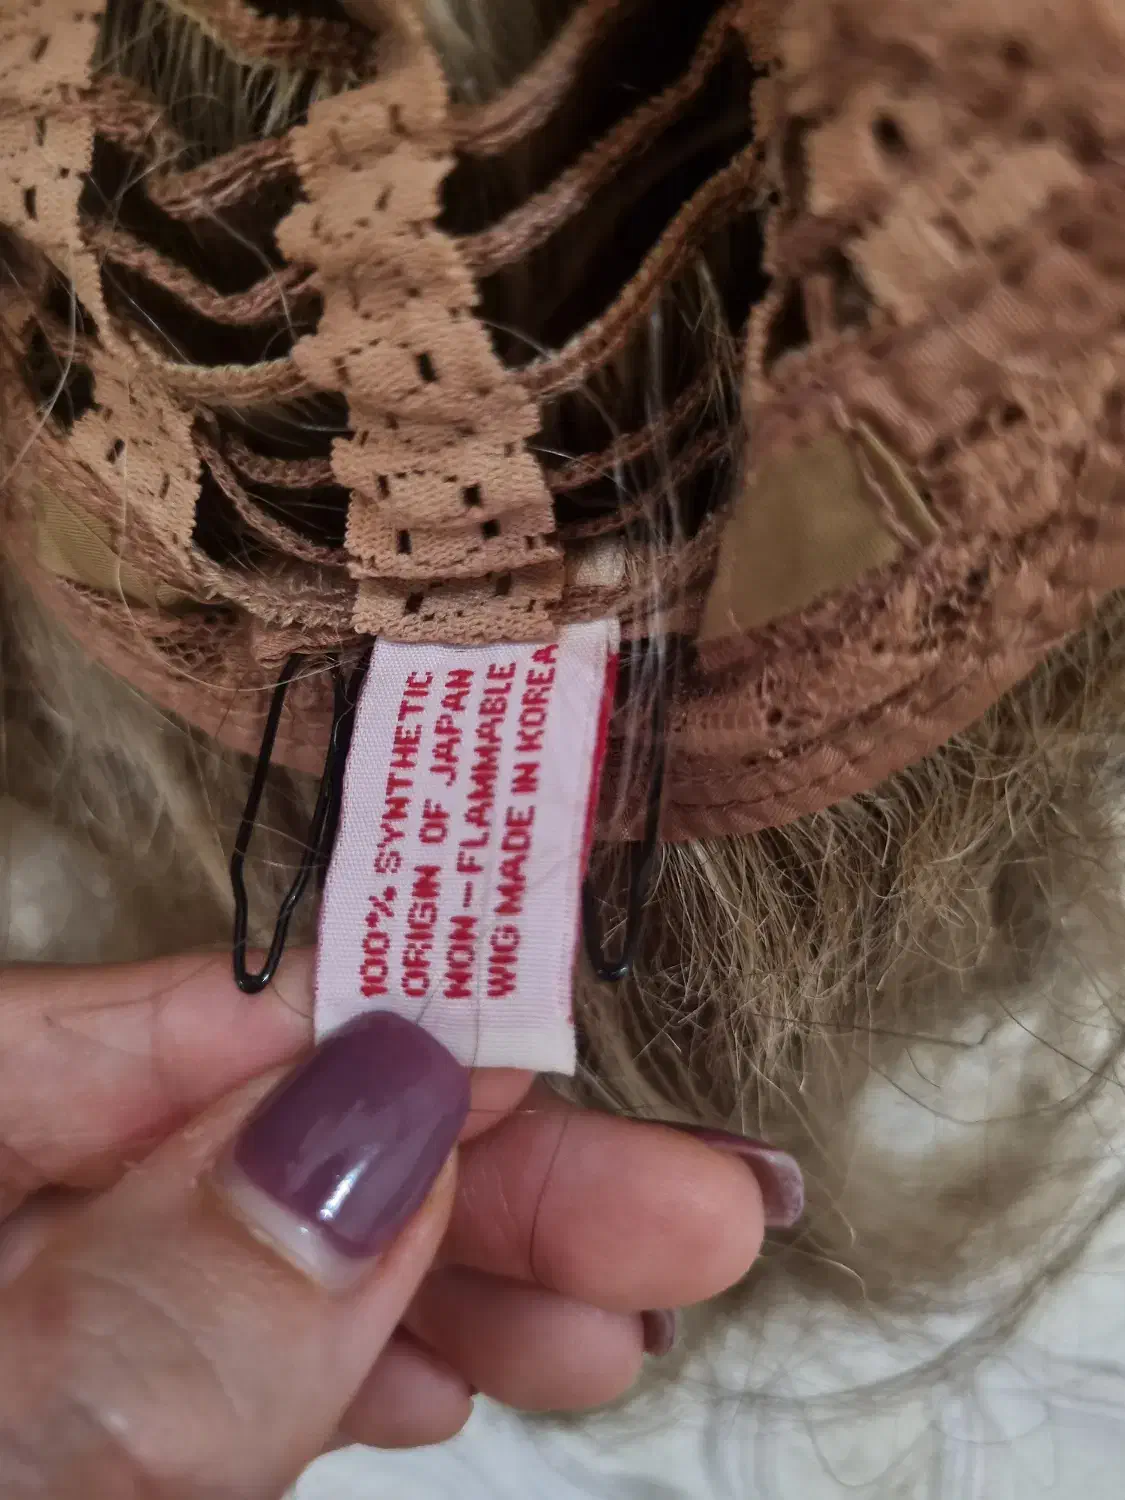 100% SYNTHETIC
ORIGIN OF JAPAN
NON-FLAMMABLE
WIG MADE IN KOREA